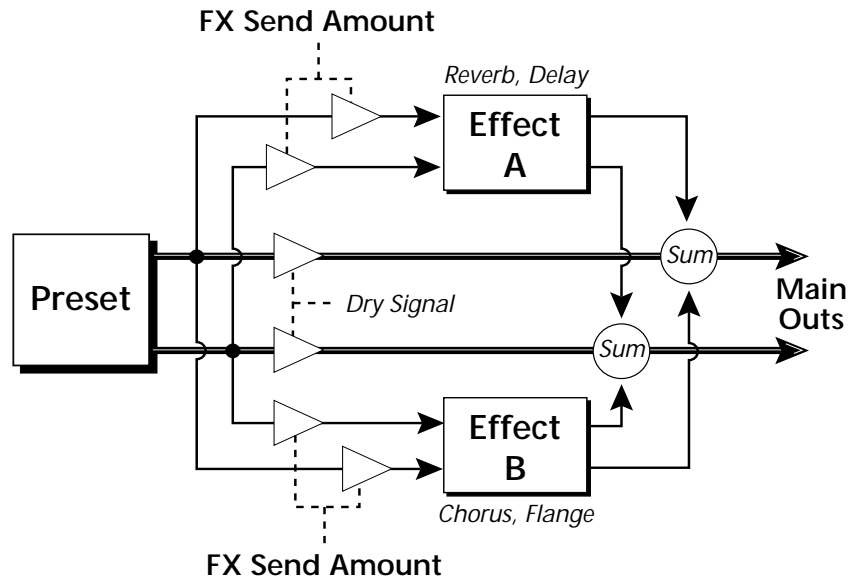 FX Send Amount
Reverb, Delay
Effect
A
Preset
Sum
Main
Outs
Dry Signal
Sum
Effect
B
Chorus, Flange
FX Send Amount